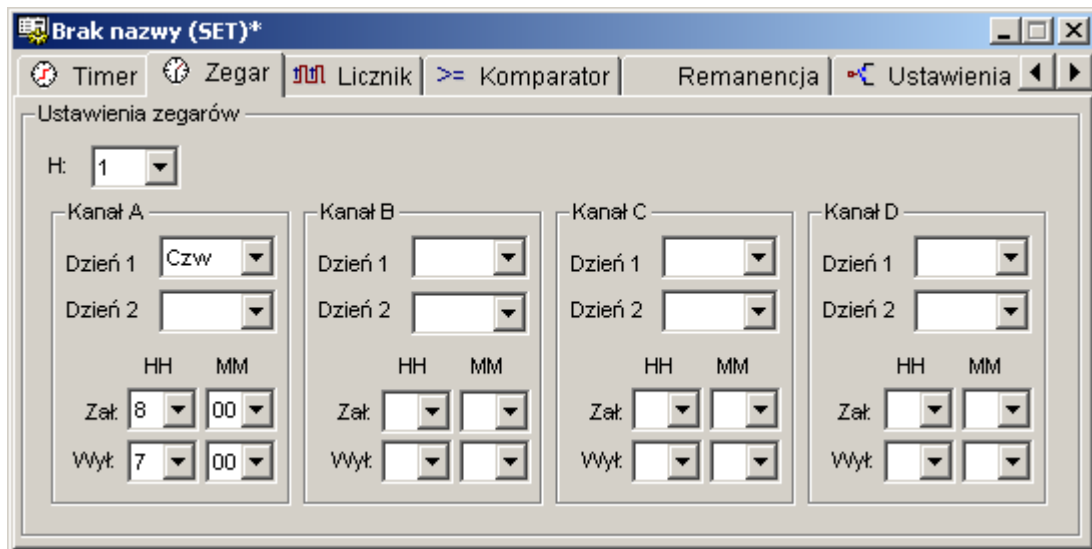 Brak nazwy (SET)*
Timer Zegar Licznik >= Komparator Remanencja Ustawienia
Ustawienia zegarów
H: 1
Kanał A Kanał B Kanał C Kanał D
Dzień 1 Czw Dzień 1 Dzień 1 Dzień 1
Dzień 2 Dzień 2 Dzień 2 Dzień 2
HH MM HH MM HH MM HH MM
Zał: 8 00 Zał: Zał: Zał:
Wył: 7 00 Wył: Wył: Wył: